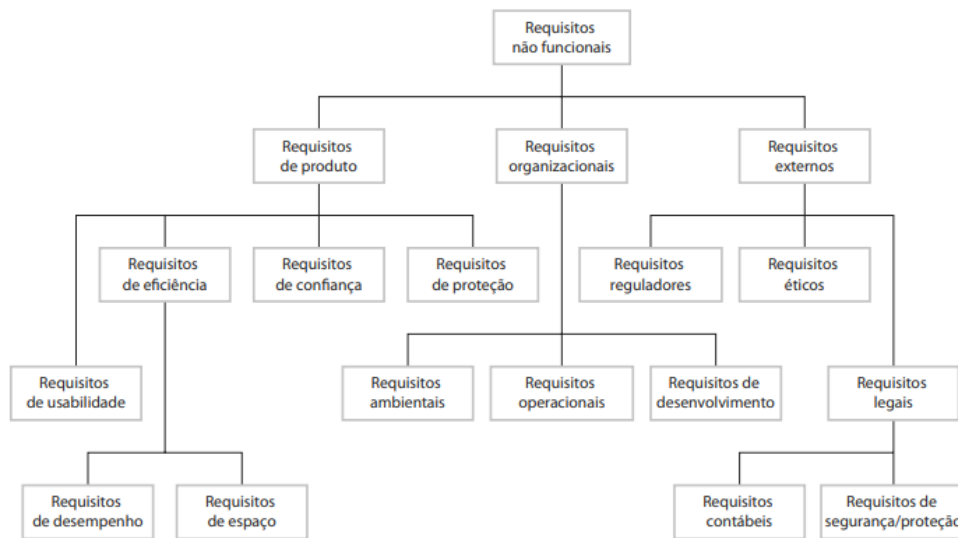 Requisitos
não funcionais
Requisitos
de produto
Requisitos
organizacionais
Requisitos
externos
Requisitos
de eficiência
Requisitos
de confiança
Requisitos
de proteção
Requisitos
reguladores
Requisitos
éticos
Requisitos
de usabilidade
Requisitos
ambientais
Requisitos
operacionais
Requisitos de
desenvolvimento
Requisitos
legais
Requisitos
de desempenho
Requisitos
de espaço
Requisitos
contábeis
Requisitos de
segurança/proteção